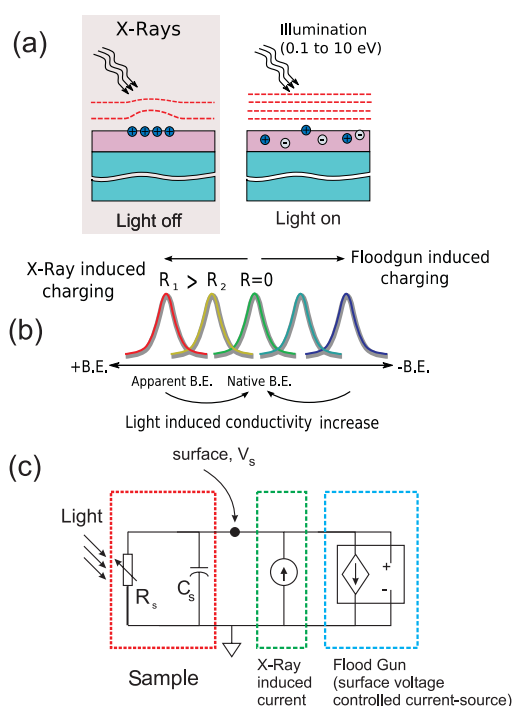 (a)
X-Rays
Illumination
(0.1 to 10 eV)
+ + + +
+ - - + + -
Light off
Light on
X-Ray induced
charging
Floodgun induced
charging
R1 > R2 R=0
(b)
+B.E.
-B.E.
Apparent B.E. Native B.E.
Light induced conductivity increase
(c)
surface, Vs
Light
Rs
Cs
+
-
Sample
X-Ray
induced
current
Flood Gun
(surface voltage
controlled current-source)